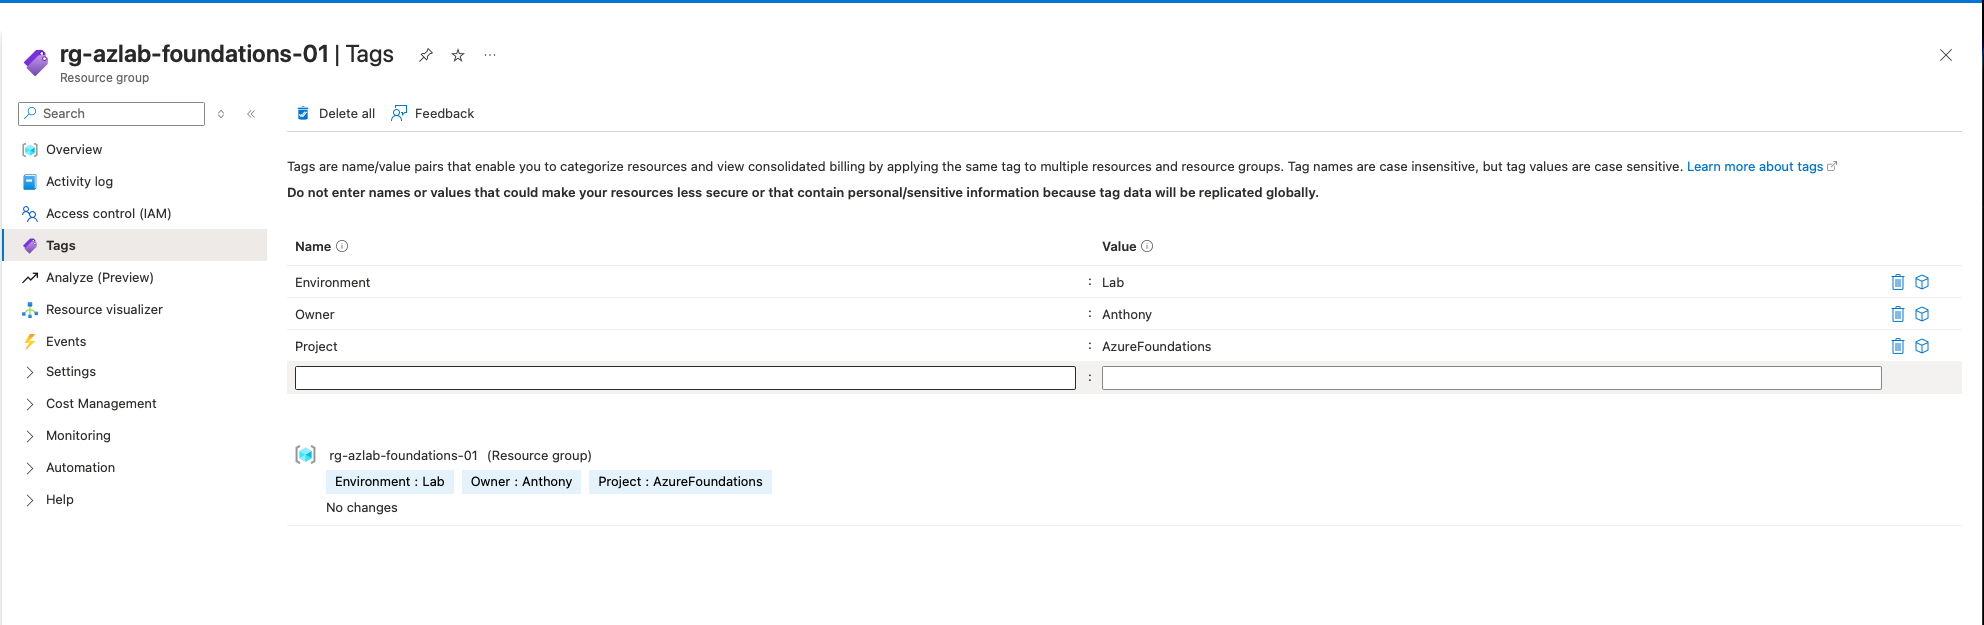 rg-azlab-foundations-01 | Tags
Resource group
Search
Delete all
Feedback
Overview
Activity log
Access control (IAM)
Tags
Analyze (Preview)
Resource visualizer
Events
Settings
Cost Management
Monitoring
Automation
Help
Tags are name/value pairs that enable you to categorize resources and view consolidated billing by applying the same tag to multiple resources and resource groups. Tag names are case insensitive, but tag values are case sensitive. Learn more about tags
Do not enter names or values that could make your resources less secure or that contain personal/sensitive information because tag data will be replicated globally.
Name Value
Environment : Lab
Owner : Anthony
Project : AzureFoundations
:
rg-azlab-foundations-01 (Resource group)
Environment : Lab Owner : Anthony Project : AzureFoundations
No changes